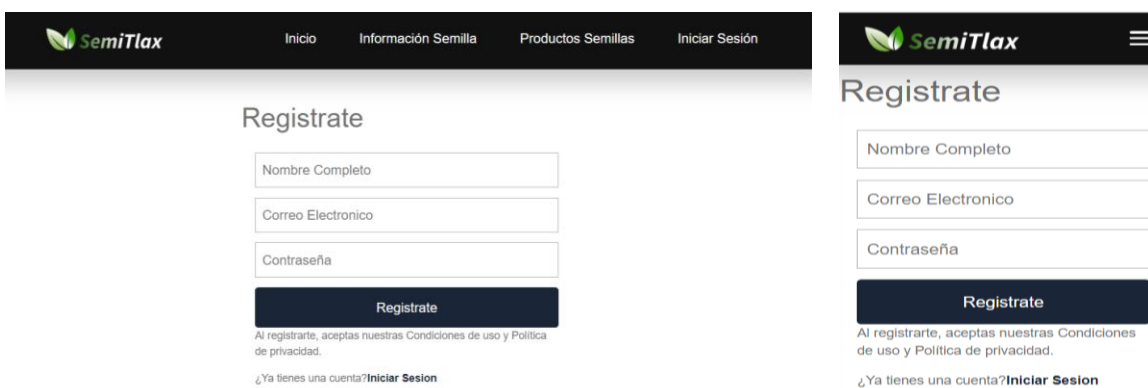 SemiTlax
Inicio Información Semilla Productos Semillas Iniciar Sesión
Registrate
Nombre Completo
Correo Electronico
Contraseña
Registrate
Al registrarte, aceptas nuestras Condiciones de uso y Política
de privacidad.
¿Ya tienes una cuenta?Iniciar Sesion
SemiTlax
Registrate
Nombre Completo
Correo Electronico
Contraseña
Registrate
Al registrarte, aceptas nuestras Condiciones
de uso y Política de privacidad.
¿Ya tienes una cuenta?Iniciar Sesion